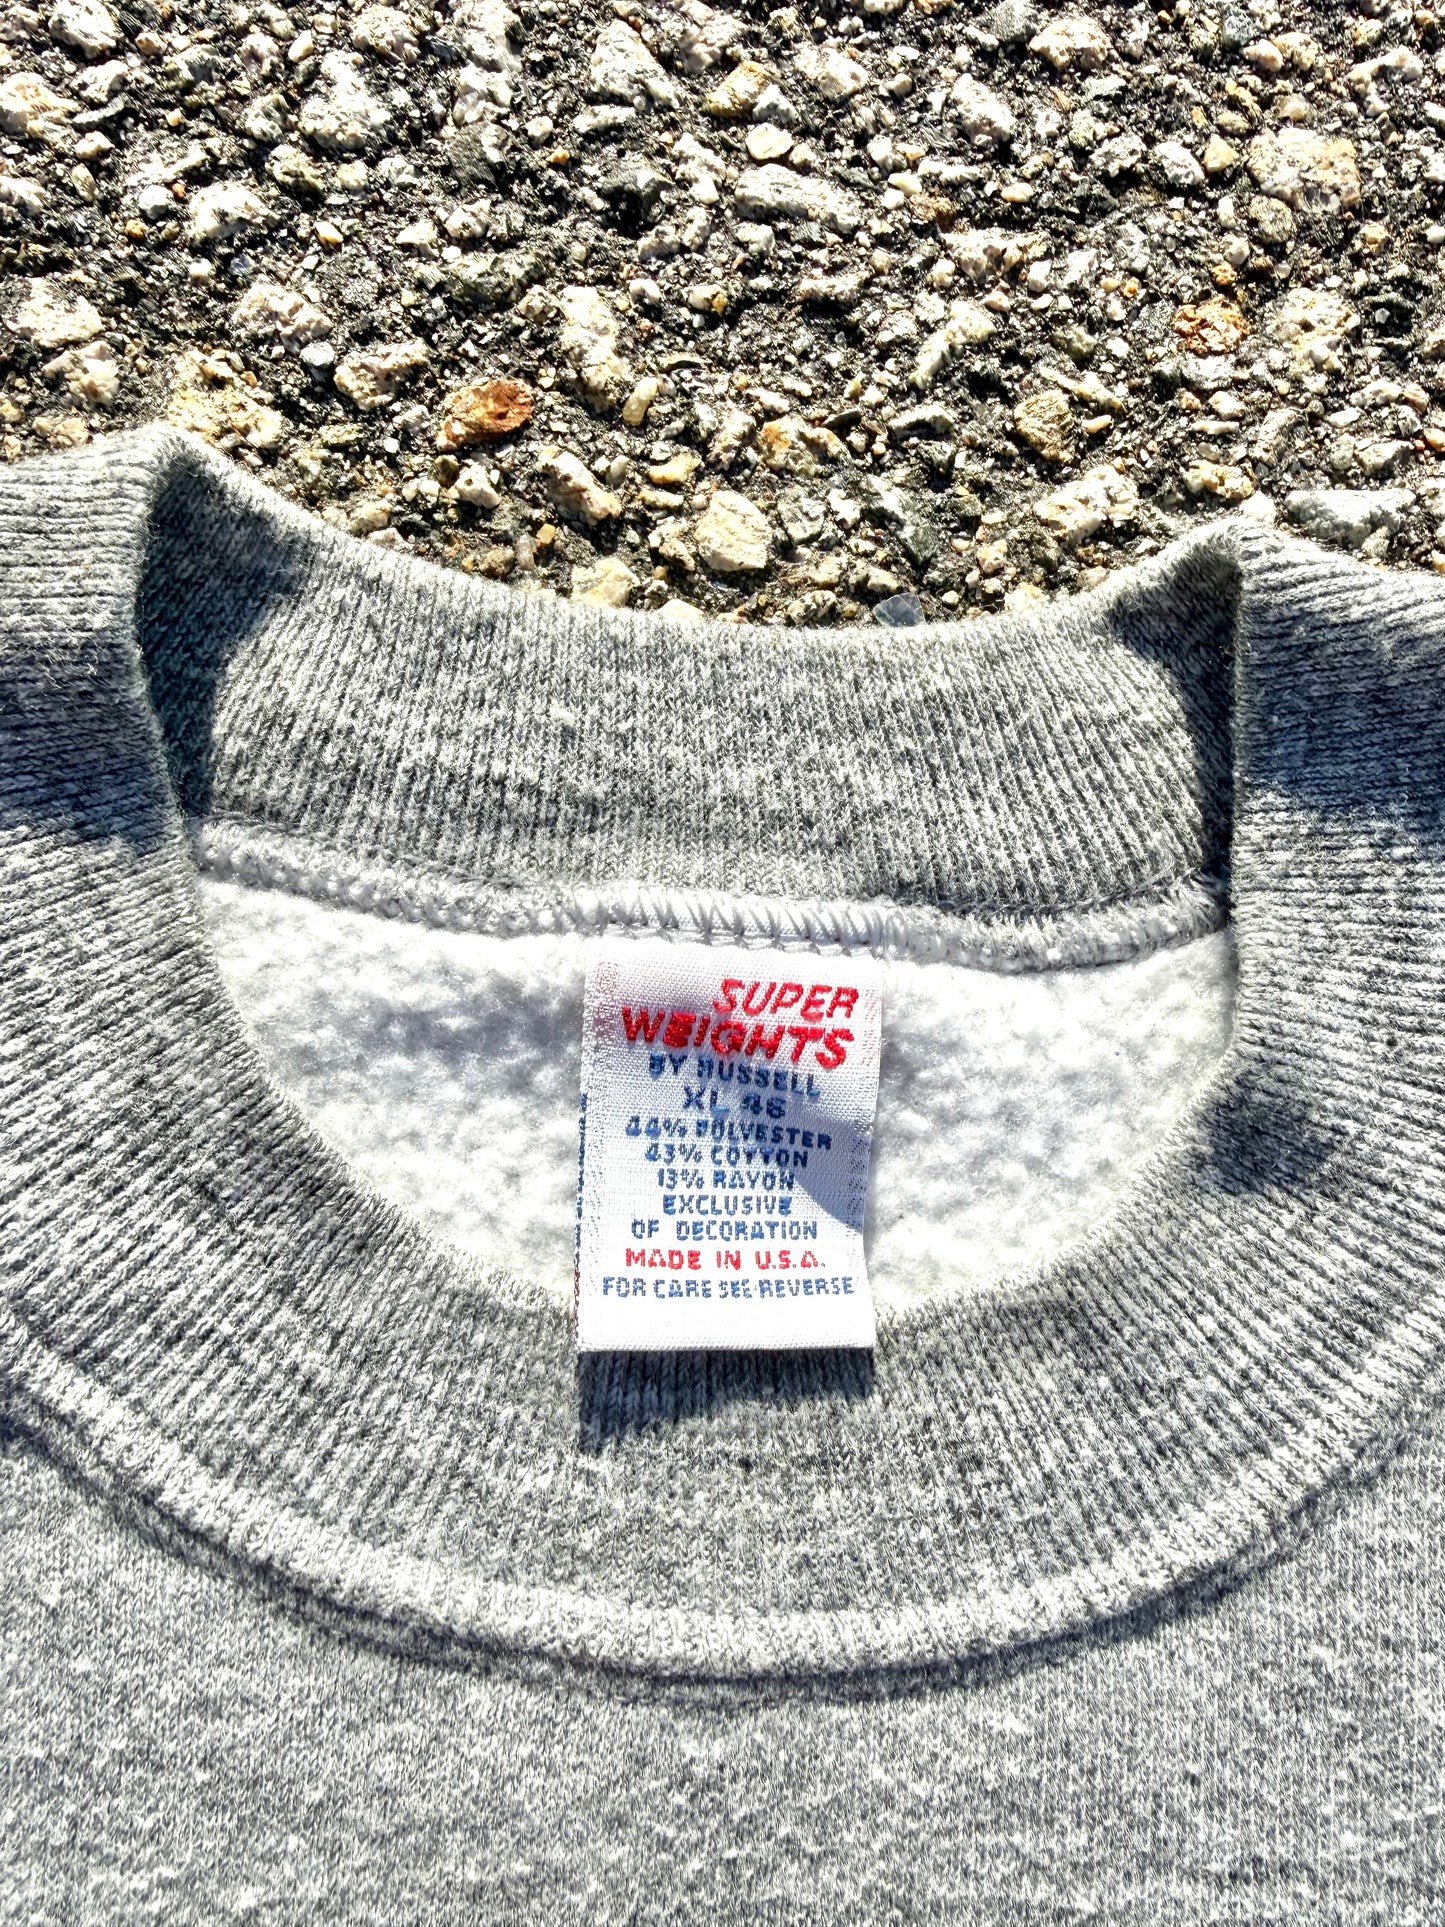 SUPER
WEIGHTS
BY RUSSELL
XL 46
44% POLYESTER
43% COTTON
13% RAYON
EXCLUSIVE
OF DECORATION
MADE IN U.S.A.
FOR CARE SEE REVERSE